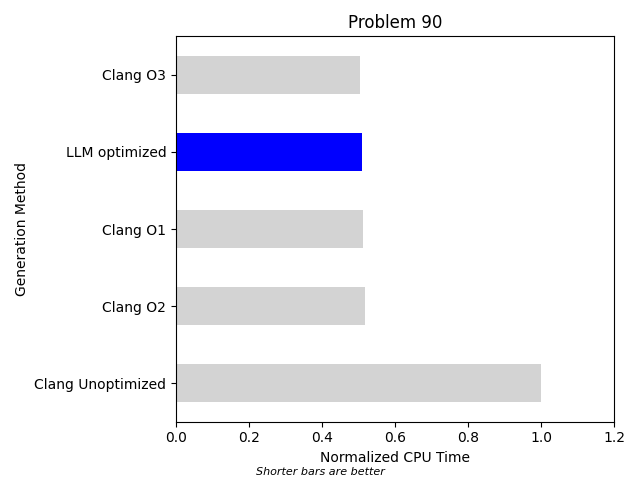 Problem 90
Generation Method
Clang O3
LLM optimized
Clang O1
Clang O2
Clang Unoptimized
0.0 0.2 0.4 0.6 0.8 1.0 1.2
Normalized CPU Time
Shorter bars are better